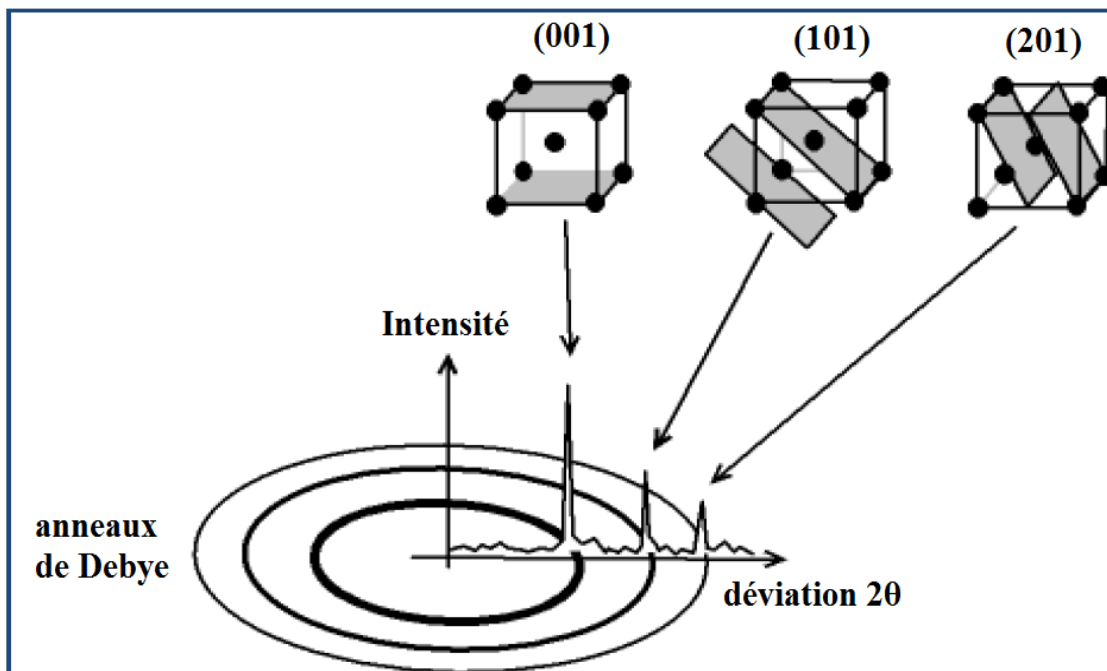 (001)
(101)
(201)
Intensité
anneaux
de Debye
déviation 2θ